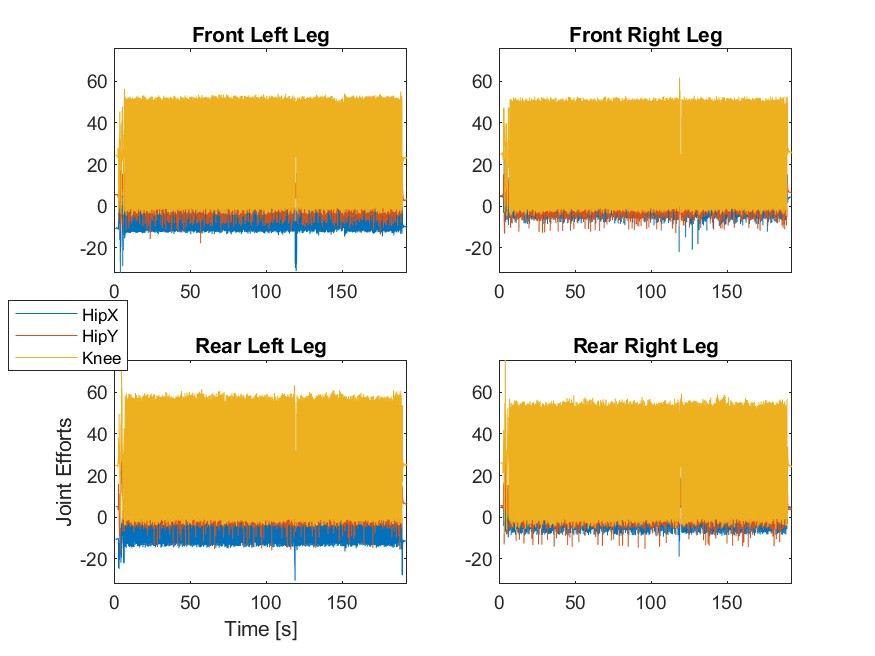 Front Left Leg
60
40
20
0
-20
0 50 100 150
Front Right Leg
60
40
20
0
-20
0 50 100 150
HipX
HipY
Knee
Rear Left Leg
Joint Efforts
60
40
20
0
-20
0 50 100 150
Time [s]
Rear Right Leg
60
40
20
0
-20
0 50 100 150